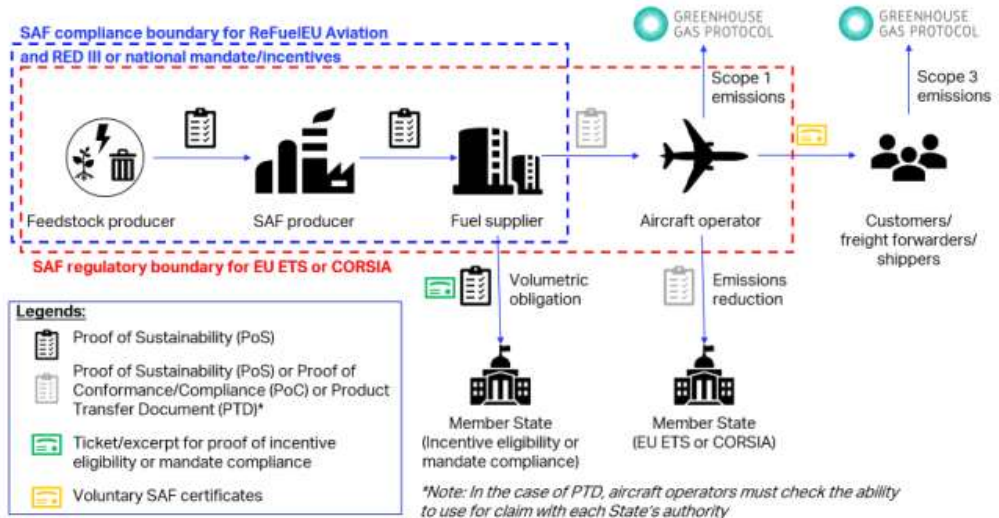 SAF compliance boundary for ReFuelEU Aviation
and RED III or national mandate/incentives
GREENHOUSE
GAS PROTOCOL
GREENHOUSE
GAS PROTOCOL
Scope 1
emissions
Scope 3
emissions
Feedstock producer
SAF producer
Fuel supplier
Aircraft operator
Customers/
freight forwarders/
shippers
SAF regulatory boundary for EU ETS or CORSIA
Volumetric
obligation
Emissions
reduction
Legends:
Proof of Sustainability (PoS)
Proof of Sustainability (PoS) or Proof of
Conformance/Compliance (PoC) or Product
Transfer Document (PTD)*
Ticket/excerpt for proof of incentive
eligibility or mandate compliance
Voluntary SAF certificates
Member State
(Incentive eligibility or
mandate compliance)
Member State
(EU ETS or CORSIA)
*Note: In the case of PTD, aircraft operators must check the ability
to use for claim with each State's authority